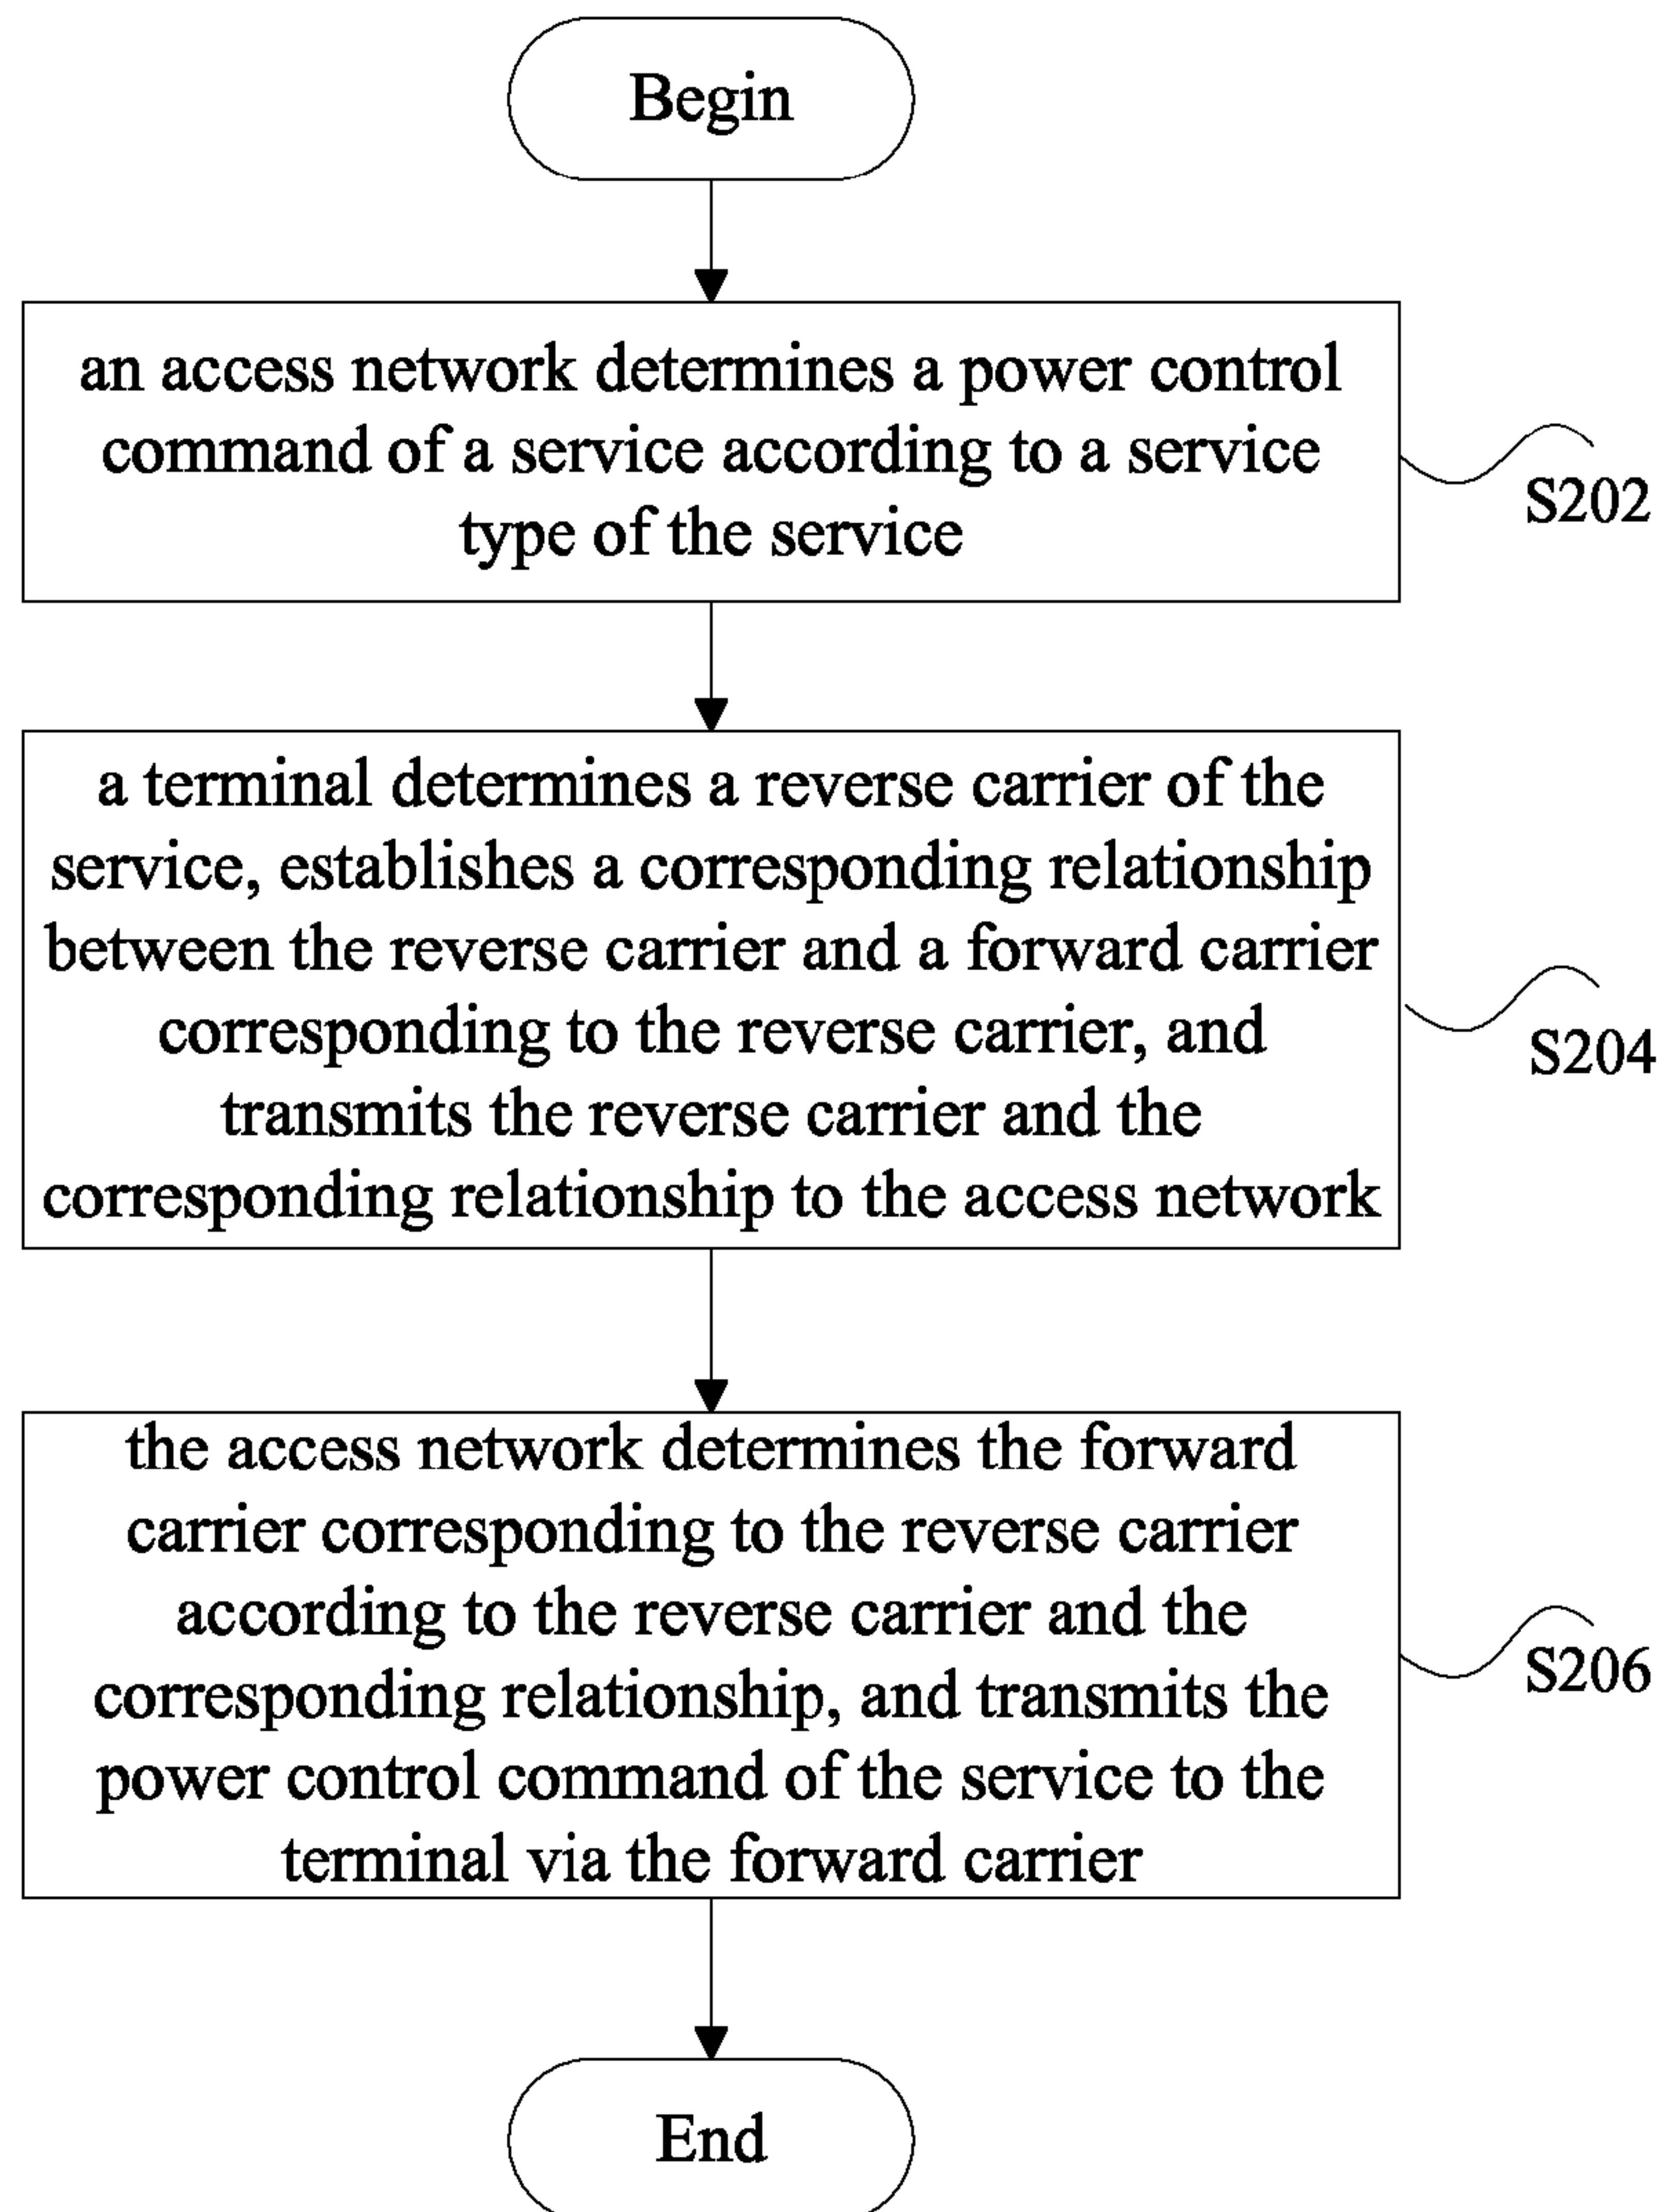 Begin
an access network determines a power control
command of a service according to a service
type of the service
S202
a terminal determines a reverse carrier of the
service, establishes a corresponding relationship
between the reverse carrier and a forward carrier
corresponding to the reverse carrier, and
transmits the reverse carrier and the
corresponding relationship to the access network
S204
the access network determines the forward
carrier corresponding to the reverse carrier
according to the reverse carrier and the
corresponding relationship, and transmits the
power control command of the service to the
terminal via the forward carrier
S206
End